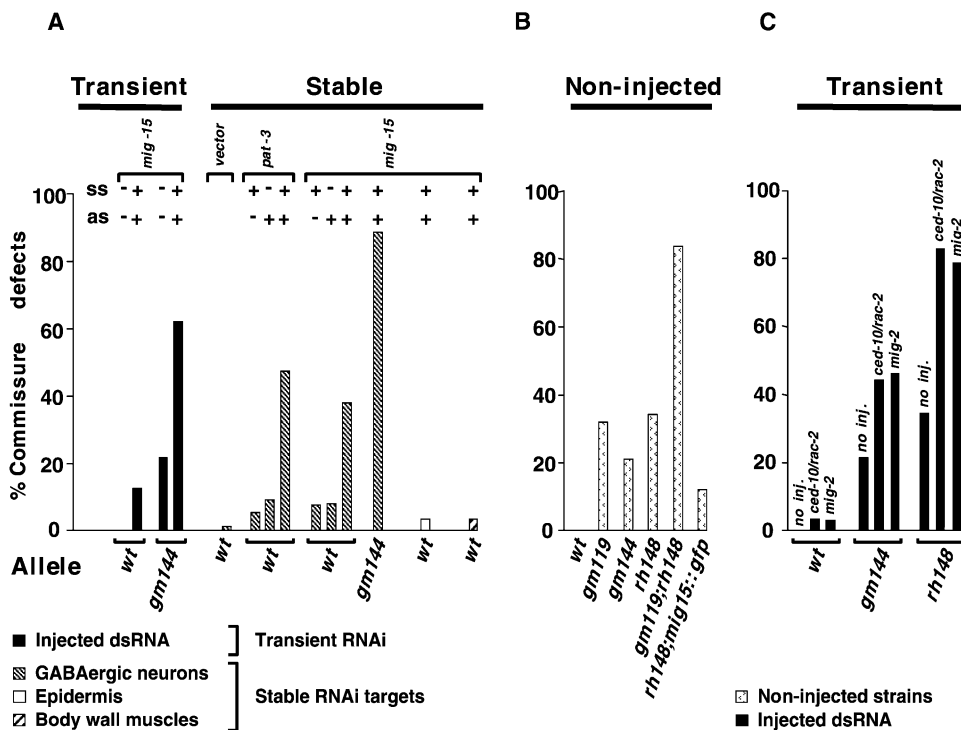 A
B
C
Transient
Stable
Non-injected
Transient
mig-15
vector
pat-3
mig-15
ss - + - + + - + + - + + + +
as - + - + - + + - + + + + +
% Commissure defects
100
80
60
40
20
0
100
80
60
40
20
0
100
80
60
40
20
0
no inj.
ced-10/rac-2
mig-2
no inj.
ced-10/rac-2
mig-2
no inj.
ced-10/rac-2
mig-2
Allele
wt
gm144
wt
wt
wt
gm144
wt
wt
wt
gm119
gm144
rh148
gm119;rh148
rh148;mig15::gfp
wt
gm144
rh148
Injected dsRNA
Transient RNAi
GABAergic neurons
Epidermis
Body wall muscles
Stable RNAi targets
Non-injected strains
Injected dsRNA